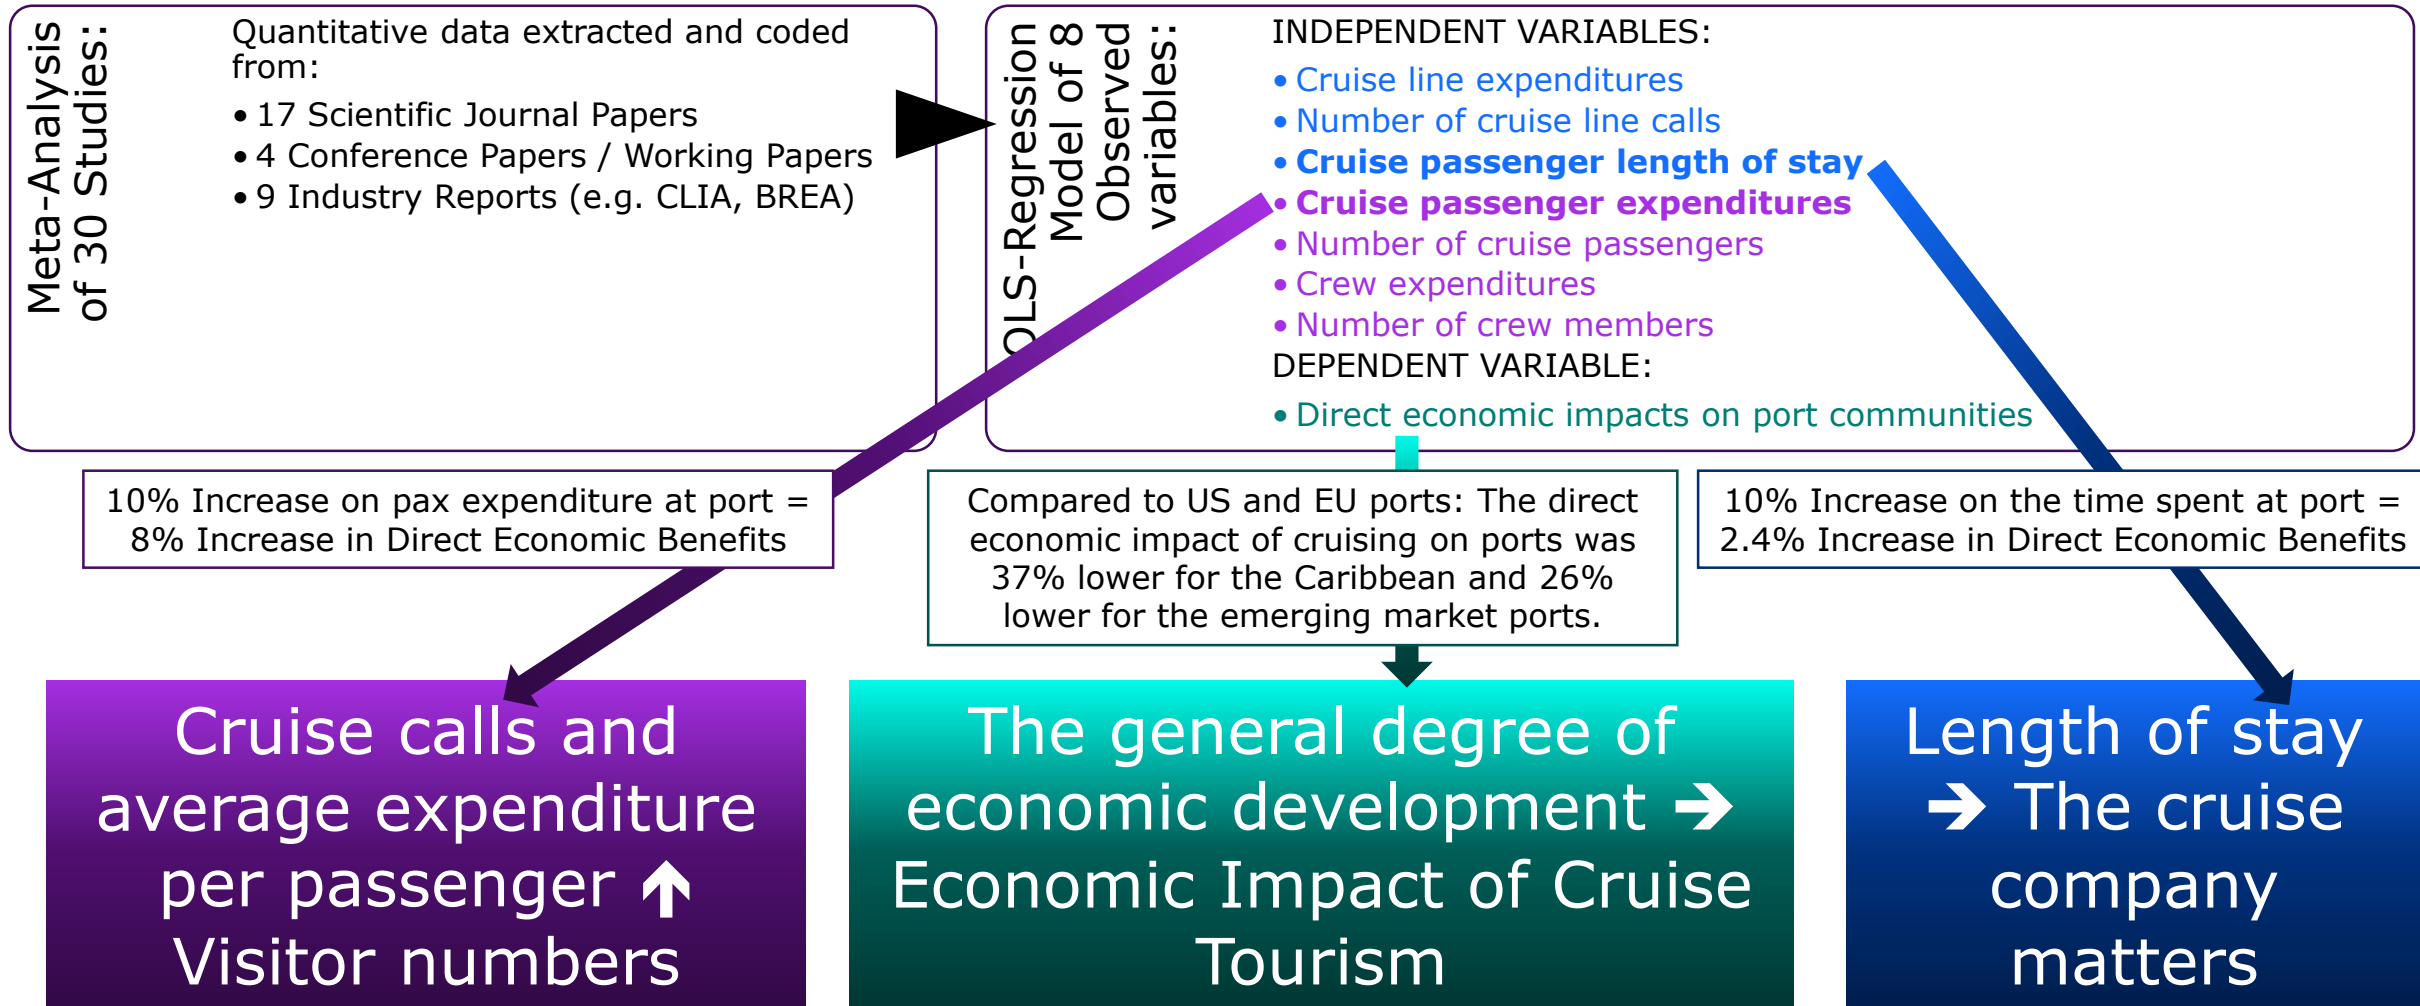 Meta-Analysis
of 30 Studies:
Quantitative data extracted and coded
from:
• 17 Scientific Journal Papers
• 4 Conference Papers / Working Papers
• 9 Industry Reports (e.g. CLIA, BREA)
OLS-Regression
Model of 8
Observed
variables:
INDEPENDENT VARIABLES:
• Cruise line expenditures
• Number of cruise line calls
• Cruise passenger length of stay
• Cruise passenger expenditures
• Number of cruise passengers
• Crew expenditures
• Number of crew members
DEPENDENT VARIABLE:
• Direct economic impacts on port communities
10% Increase on pax expenditure at port =
8% Increase in Direct Economic Benefits
Compared to US and EU ports: The direct
economic impact of cruising on ports was
37% lower for the Caribbean and 26%
lower for the emerging market ports.
10% Increase on the time spent at port =
2.4% Increase in Direct Economic Benefits
Cruise calls and
average expenditure
per passenger 🡹
Visitor numbers
The general degree of
economic development ➔
Economic Impact of Cruise
Tourism
Length of stay
➔ The cruise
company
matters